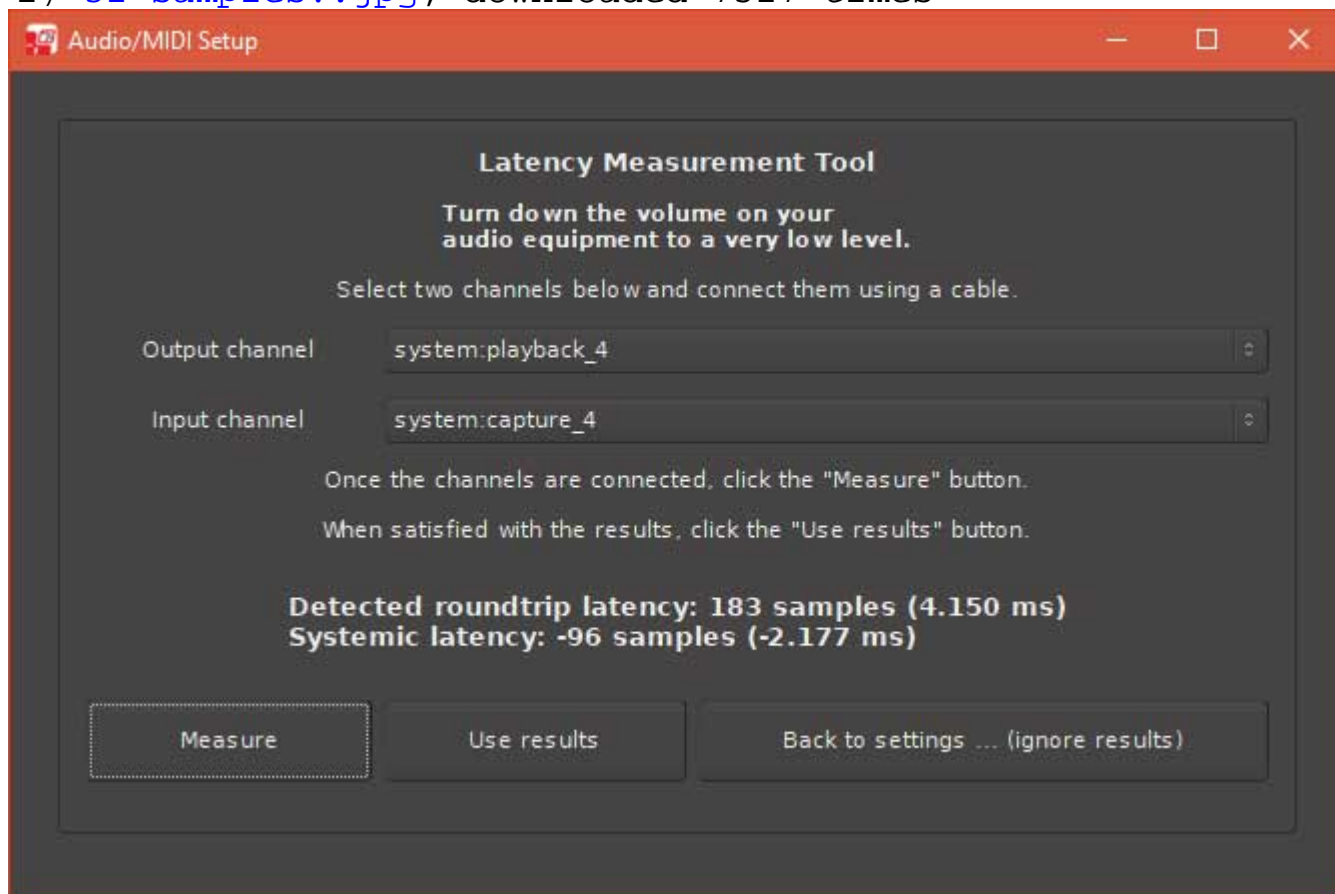 Audio/MIDI Setup
Latency Measurement Tool
Turn down the volume on your
audio equipment to a very low level.
Select two channels below and connect them using a cable.
Output channel system:playback_4
Input channel system:capture_4
Once the channels are connected, click the "Measure" button.
When satisfied with the results, click the "Use results" button.
Detected roundtrip latency: 183 samples (4.150 ms)
Systemic latency: -96 samples (-2.177 ms)
Measure Use results Back to settings ... (ignore results)